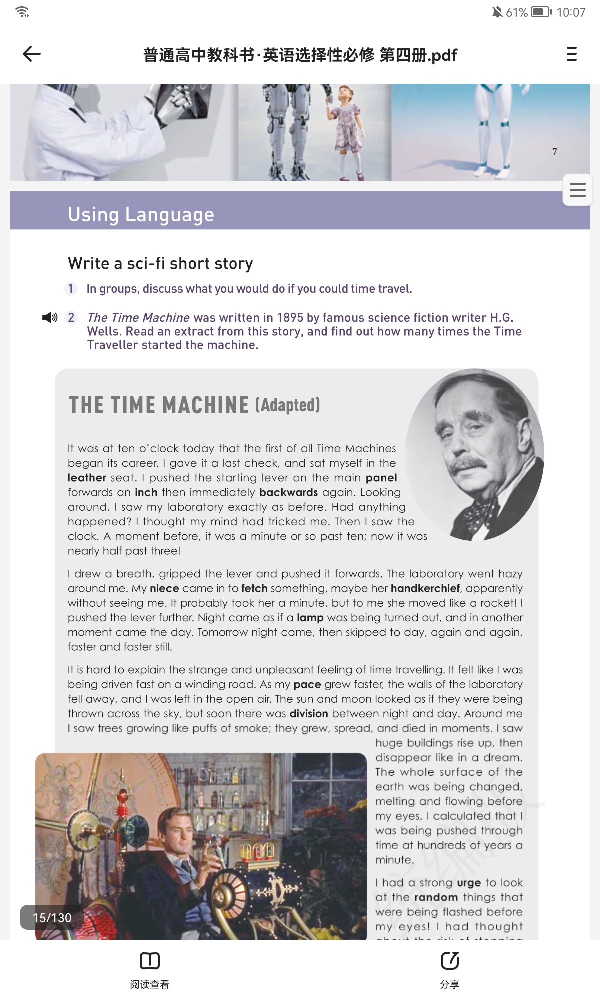 61% 10:07
普通高中教科书·英语选择性必修 第四册.pdf
7
Using Language
Write a sci-fi short story
1 In groups, discuss what you would do if you could time travel.
2 The Time Machine was written in 1895 by famous science fiction writer H.G.
Wells. Read an extract from this story, and find out how many times the Time
Traveller started the machine.
THE TIME MACHINE (Adapted)
It was at ten o'clock today that the first of all Time Machines
began its career. I gave it a last check, and sat myself in the
leather seat. I pushed the starting lever on the main panel
forwards an inch then immediately backwards again. Looking
around, I saw my laboratory exactly as before. Had anything
happened? I thought my mind had tricked me. Then I saw the
clock. A moment before, it was a minute or so past ten; now it was
nearly half past three!
I drew a breath, gripped the lever and pushed it forwards. The laboratory went hazy
around me. My niece came in to fetch something, maybe her handkerchief, apparently
without seeing me. It probably took her a minute, but to me she moved like a rocket! I
pushed the lever further. Night came as if a lamp was being turned out, and in another
moment came the day. Tomorrow night came, then skipped to day, again and again,
faster and faster still.
It is hard to explain the strange and unpleasant feeling of time travelling. It felt like I was
being driven fast on a winding road. As my pace grew faster, the walls of the laboratory
fell away, and I was left in the open air. The sun and moon looked as if they were being
thrown across the sky, but soon there was division between night and day. Around me
I saw trees growing like puffs of smoke; they grew, spread, and died in moments. I saw
huge buildings rise up, then
disappear like in a dream.
The whole surface of the
earth was being changed,
melting and flowing before
my eyes. I calculated that I
was being pushed through
time at hundreds of years a
minute.
I had a strong urge to look
at the random things that
were being flashed before
my eyes! I had thought
about the risk of stopping
统编版
15/130
阅读查看
分享